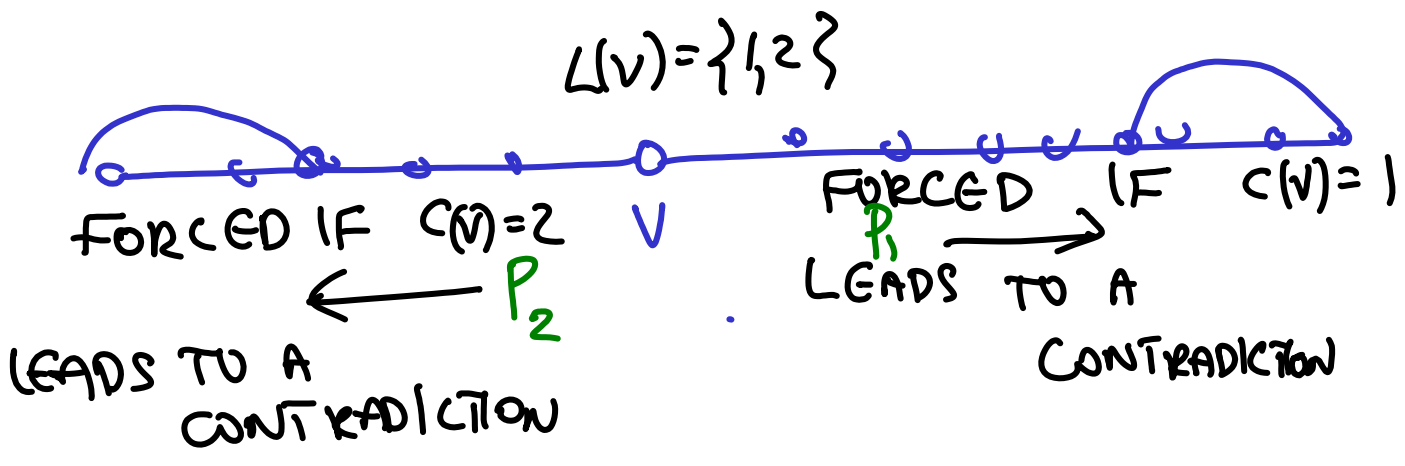 L(V)={1,2}
FORCED IF C(V)=2
V
FORCED IF C(V)=1
P2
P1
LEADS TO A
CONTRADICTION
LEADS TO A
CONTRADICTION